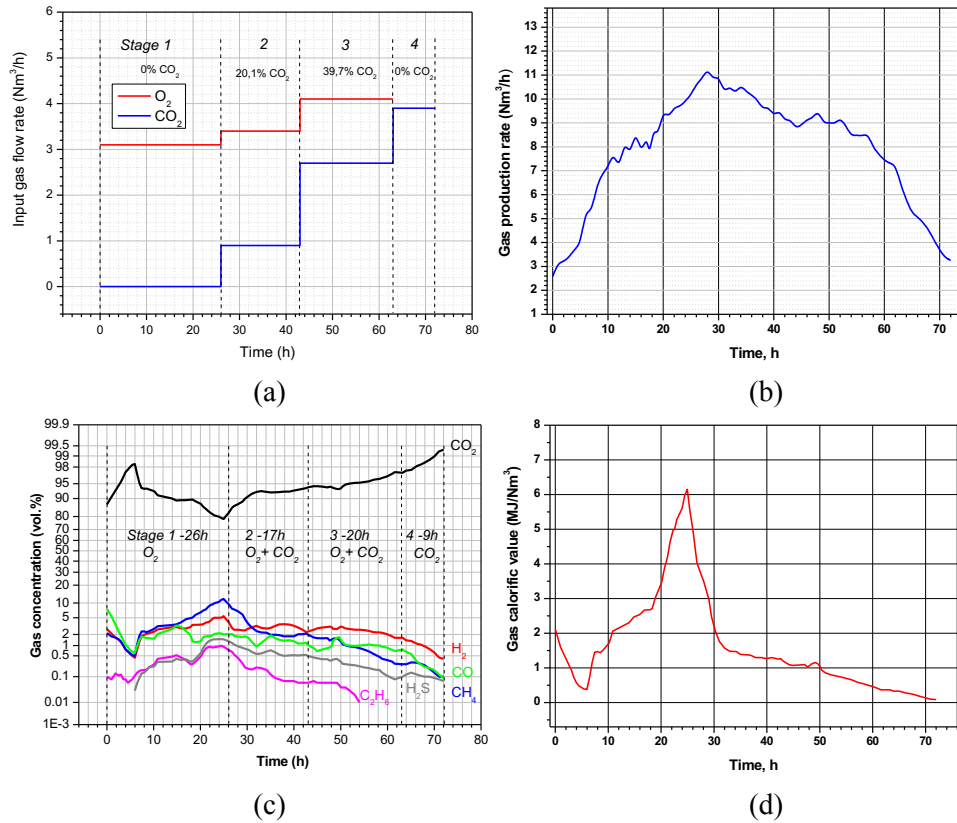 Input gas flow rate (Nm³/h)
6
5
4
3
2
1
0
Stage 1
2
3
4
0% CO₂
20,1% CO₂
39,7% CO₂
0% CO₂
O₂
CO₂
0 10 20 30 40 50 60 70 80
Time (h)
(a)
Gas production rate (Nm³/h)
13
12
11
10
9
8
7
6
5
4
3
2
1
0 10 20 30 40 50 60 70
Time, h
(b)
Gas concentration (vol.%)
99.9
99.5
98
95
90
80
70
60
50
40
30
20
10
5
2
1
0.5
0.1
0.01
1E-3
CO₂
Stage 1 -26h
O₂
2 -17h
O₂ + CO₂
3 -20h
O₂ + CO₂
4 -9h
CO₂
H₂
CO
H₂S
CH₄
C₂H₆
0 10 20 30 40 50 60 70 80
Time (h)
(c)
Gas calorific value (MJ/Nm³)
8
7
6
5
4
3
2
1
0
0 10 20 30 40 50 60 70
Time, h
(d)